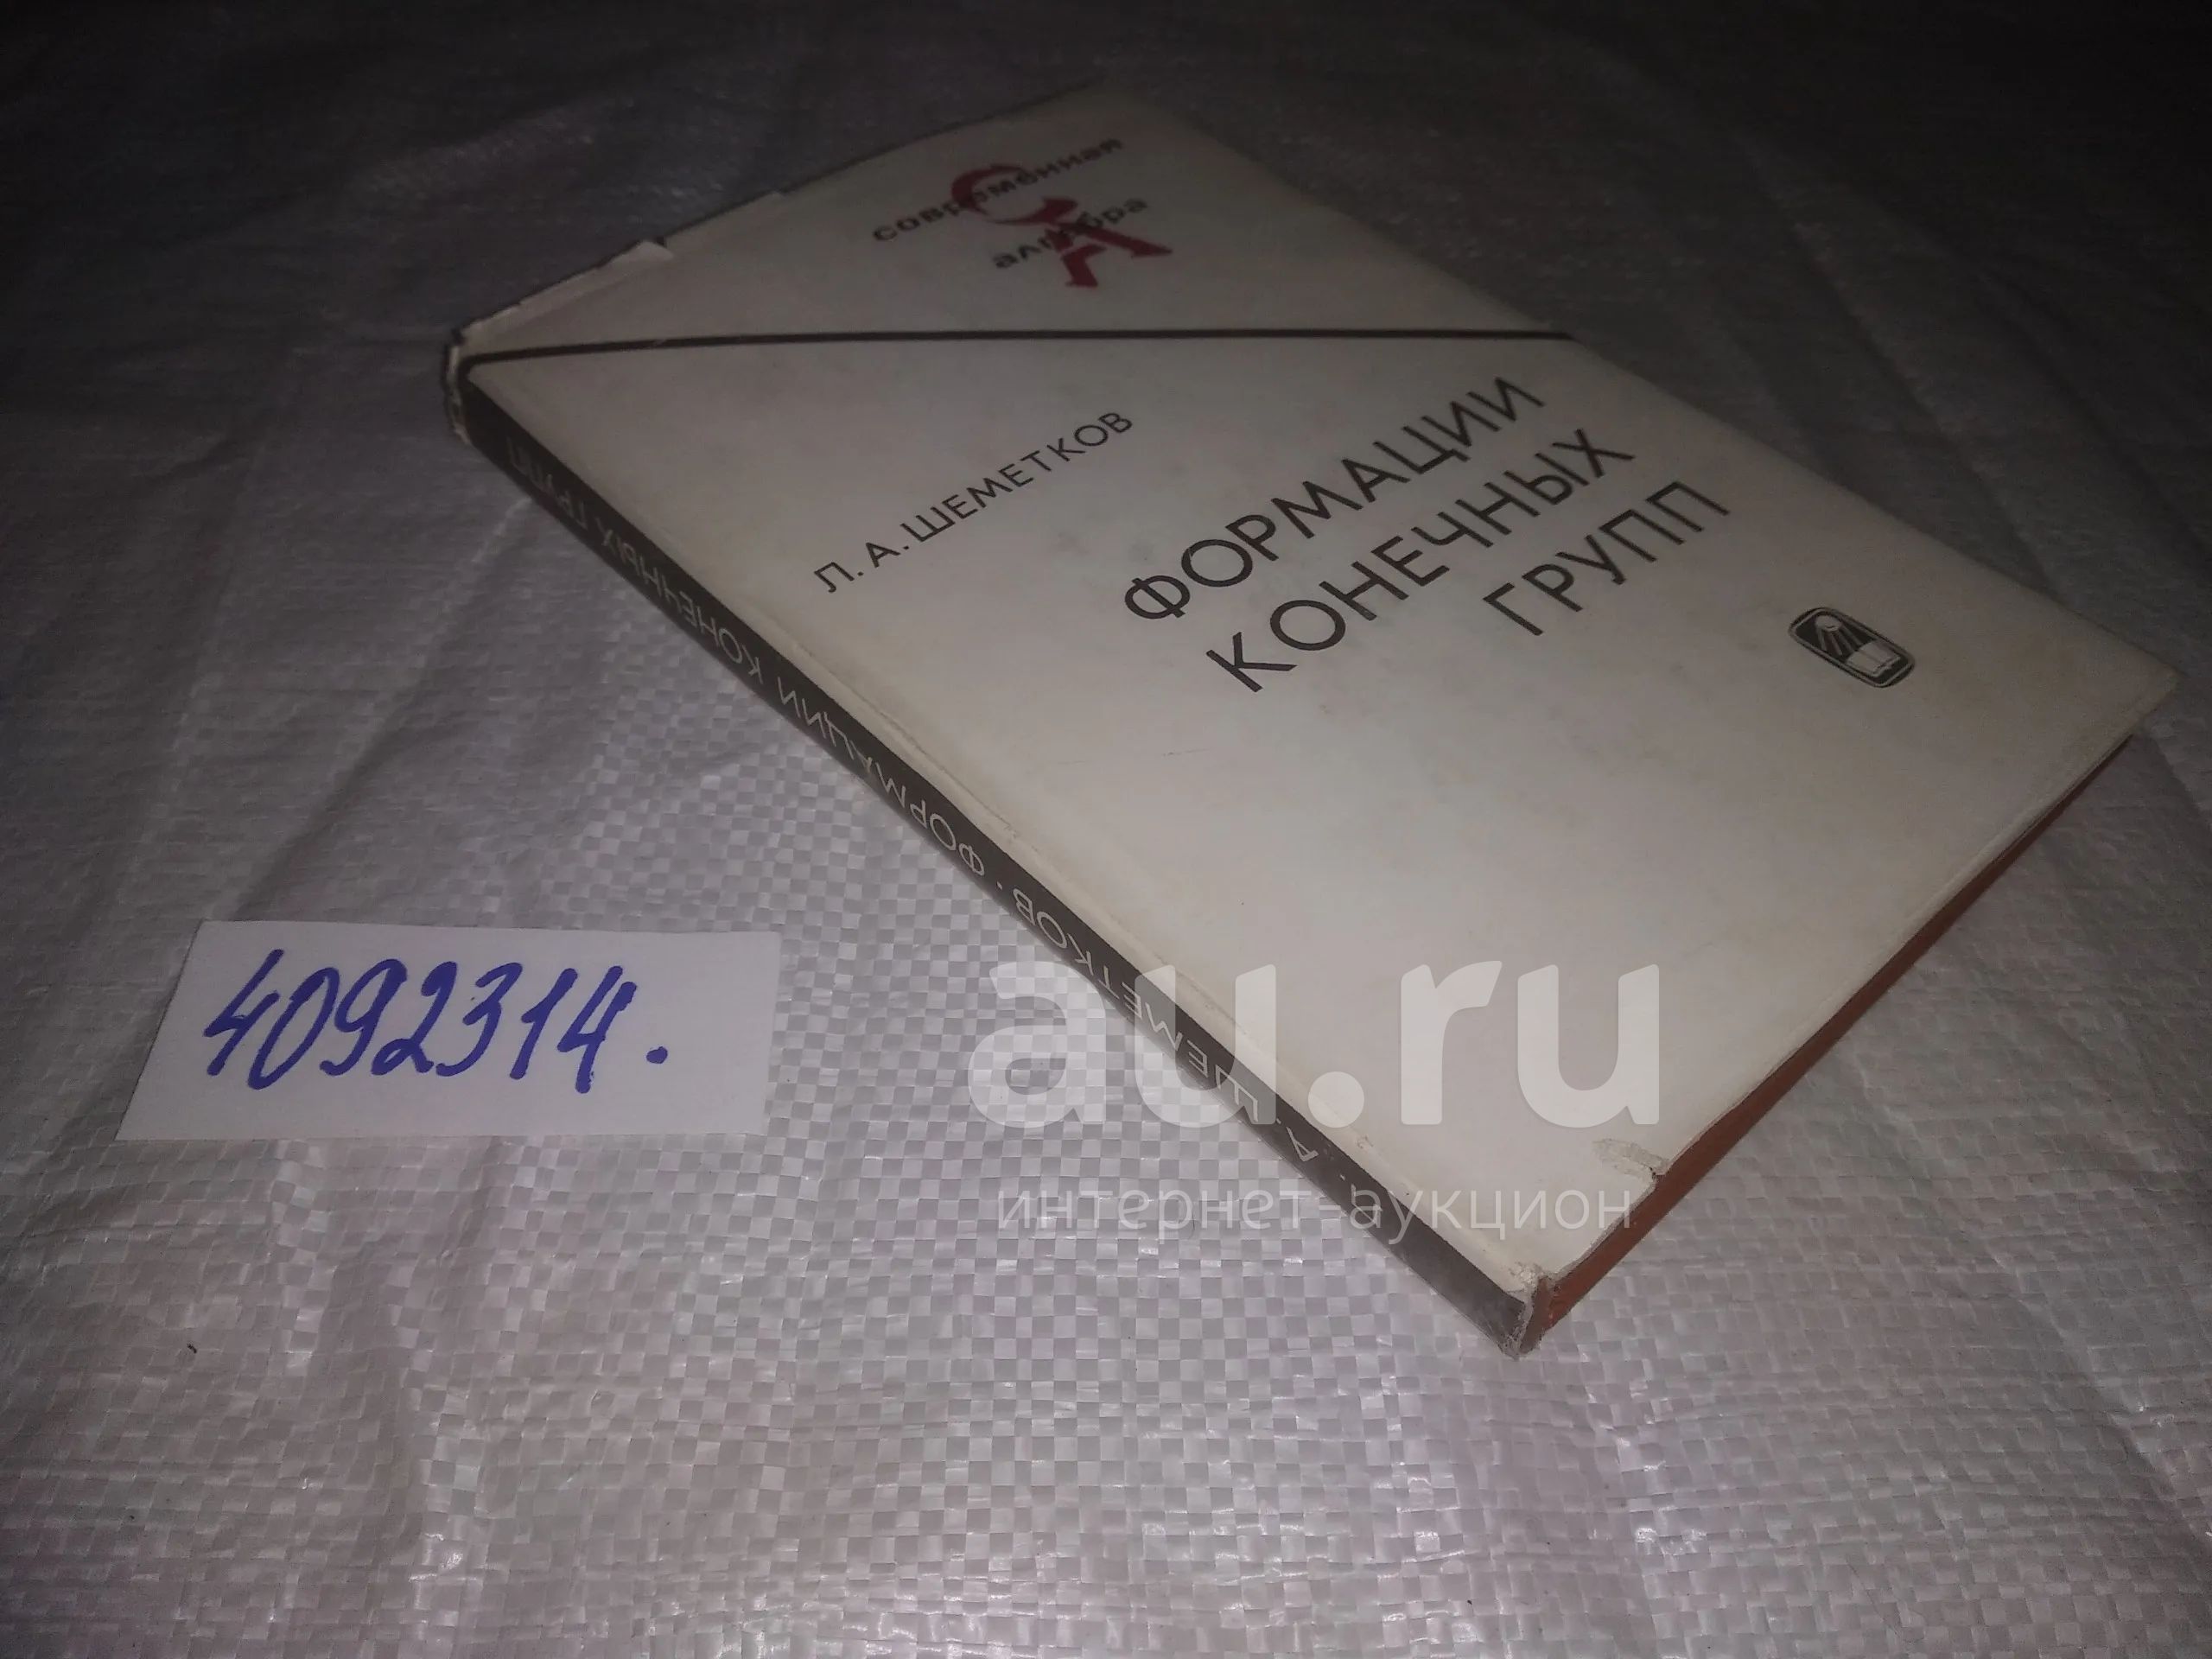 современная
алгебра
Л. А. ШЕМЕТКОВ
ФОРМАЦИИ
КОНЕЧНЫХ
ГРУПП
А. ШЕМЕТКОВ · ФОРМАЦИИ КОНЕЧНЫХ ГРУПП
4092314.
au.ru
интернет-аукцион